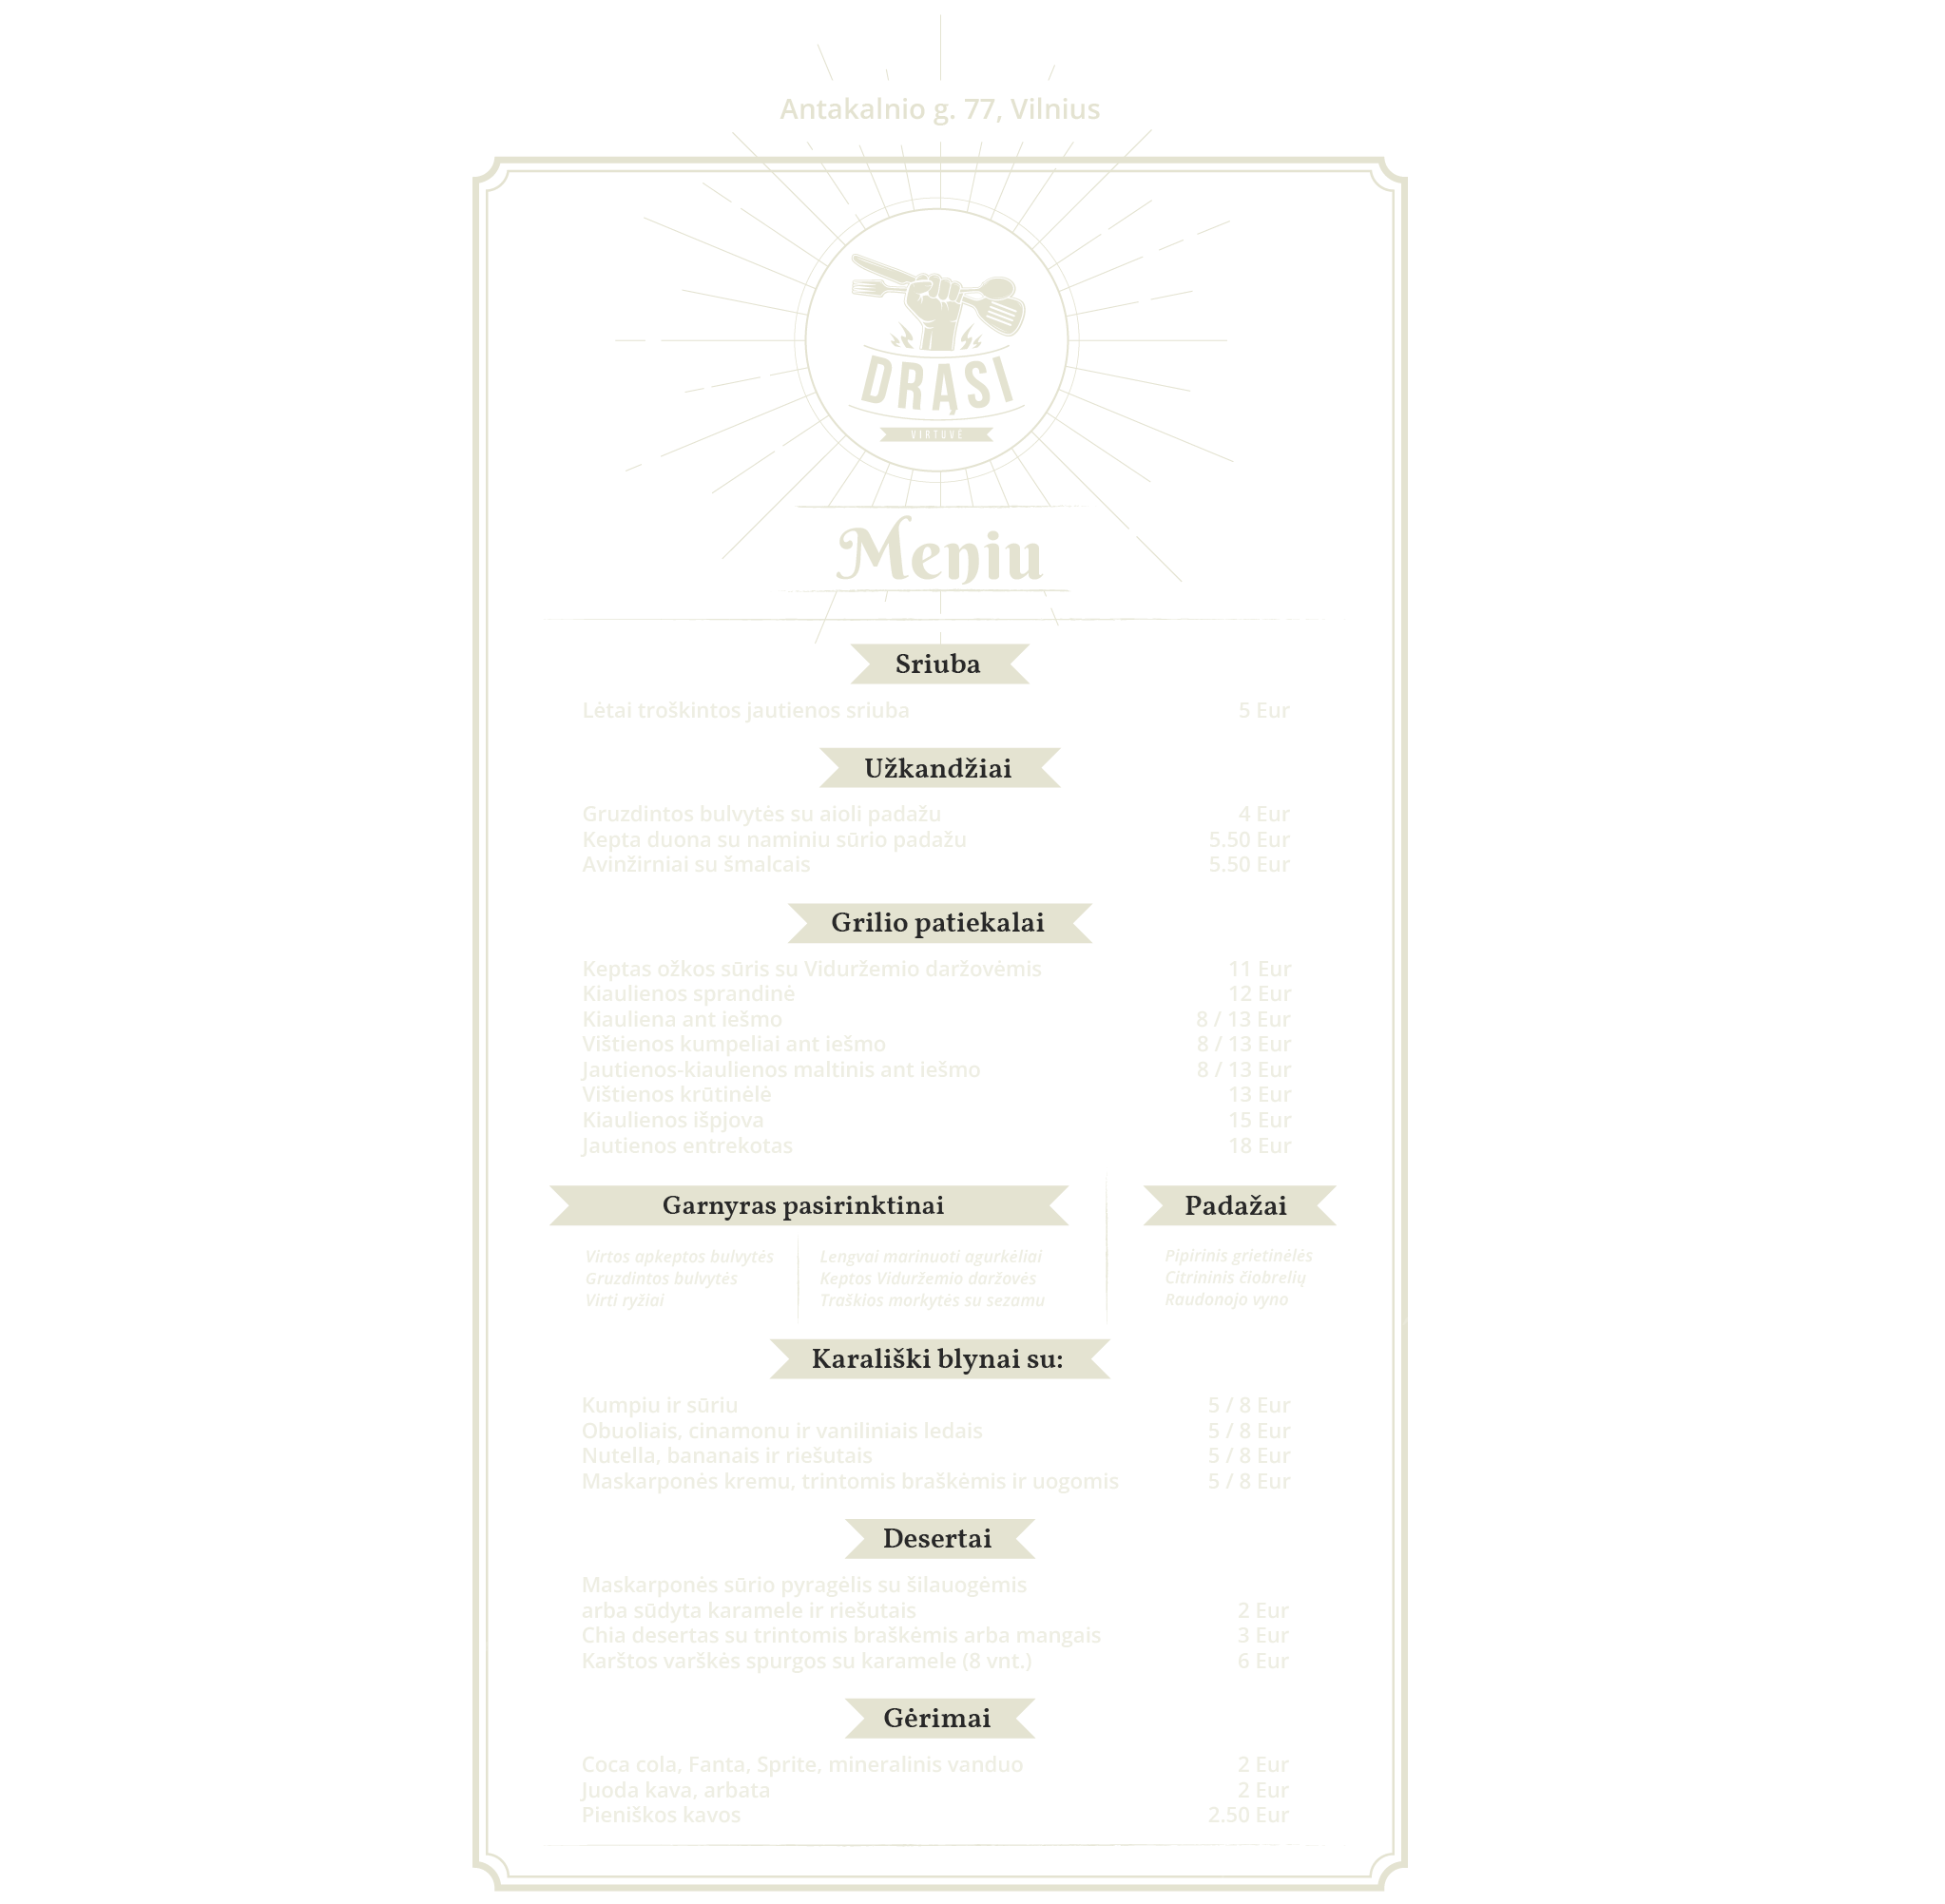 Antakalnio g. 77, Vilnius
DRĄSI
VIRTUVĖ
Meniu
Sriuba
Lėtai troškintos jautienos sriuba 5 Eur
Užkandžiai
Gruzdintos bulvytės su aioli padažu 4 Eur
Kepta duona su naminiu sūrio padažu 5.50 Eur
Avinžirniai su šmalcais 5.50 Eur
Grilio patiekalai
Keptas ožkos sūris su Viduržemio daržovėmis 11 Eur
Kiaulienos sprandinė 12 Eur
Kiauliena ant iešmo 8 / 13 Eur
Vištienos kumpeliai ant iešmo 8 / 13 Eur
Jautienos-kiaulienos maltinis ant iešmo 8 / 13 Eur
Vištienos krūtinėlė 13 Eur
Kiaulienos išpjova 15 Eur
Jautienos entrekotas 18 Eur
Garnyras pasirinktinai
Virtos apkeptos bulvytės
Gruzdintos bulvytės
Virti ryžiai
Lengvai marinuoti agurkėliai
Keptos Viduržemio daržovės
Traškios morkytės su sezamu
Padažai
Pipirinis grietinėlės
Citrininis čiobrelių
Raudonojo vyno
Karališki blynai su:
Kumpiu ir sūriu 5 / 8 Eur
Obuoliais, cinamonu ir vaniliniais ledais 5 / 8 Eur
Nutella, bananais ir riešutais 5 / 8 Eur
Maskarponės kremu, trintomis braškėmis ir uogomis 5 / 8 Eur
Desertai
Maskarponės sūrio pyragėlis su šilauogėmis
arba sūdyta karamele ir riešutais 2 Eur
Chia desertas su trintomis braškėmis arba mangais 3 Eur
Karštos varškės spurgos su karamele (8 vnt.) 6 Eur
Gėrimai
Coca cola, Fanta, Sprite, mineralinis vanduo 2 Eur
Juoda kava, arbata 2 Eur
Pieniškos kavos 2.50 Eur